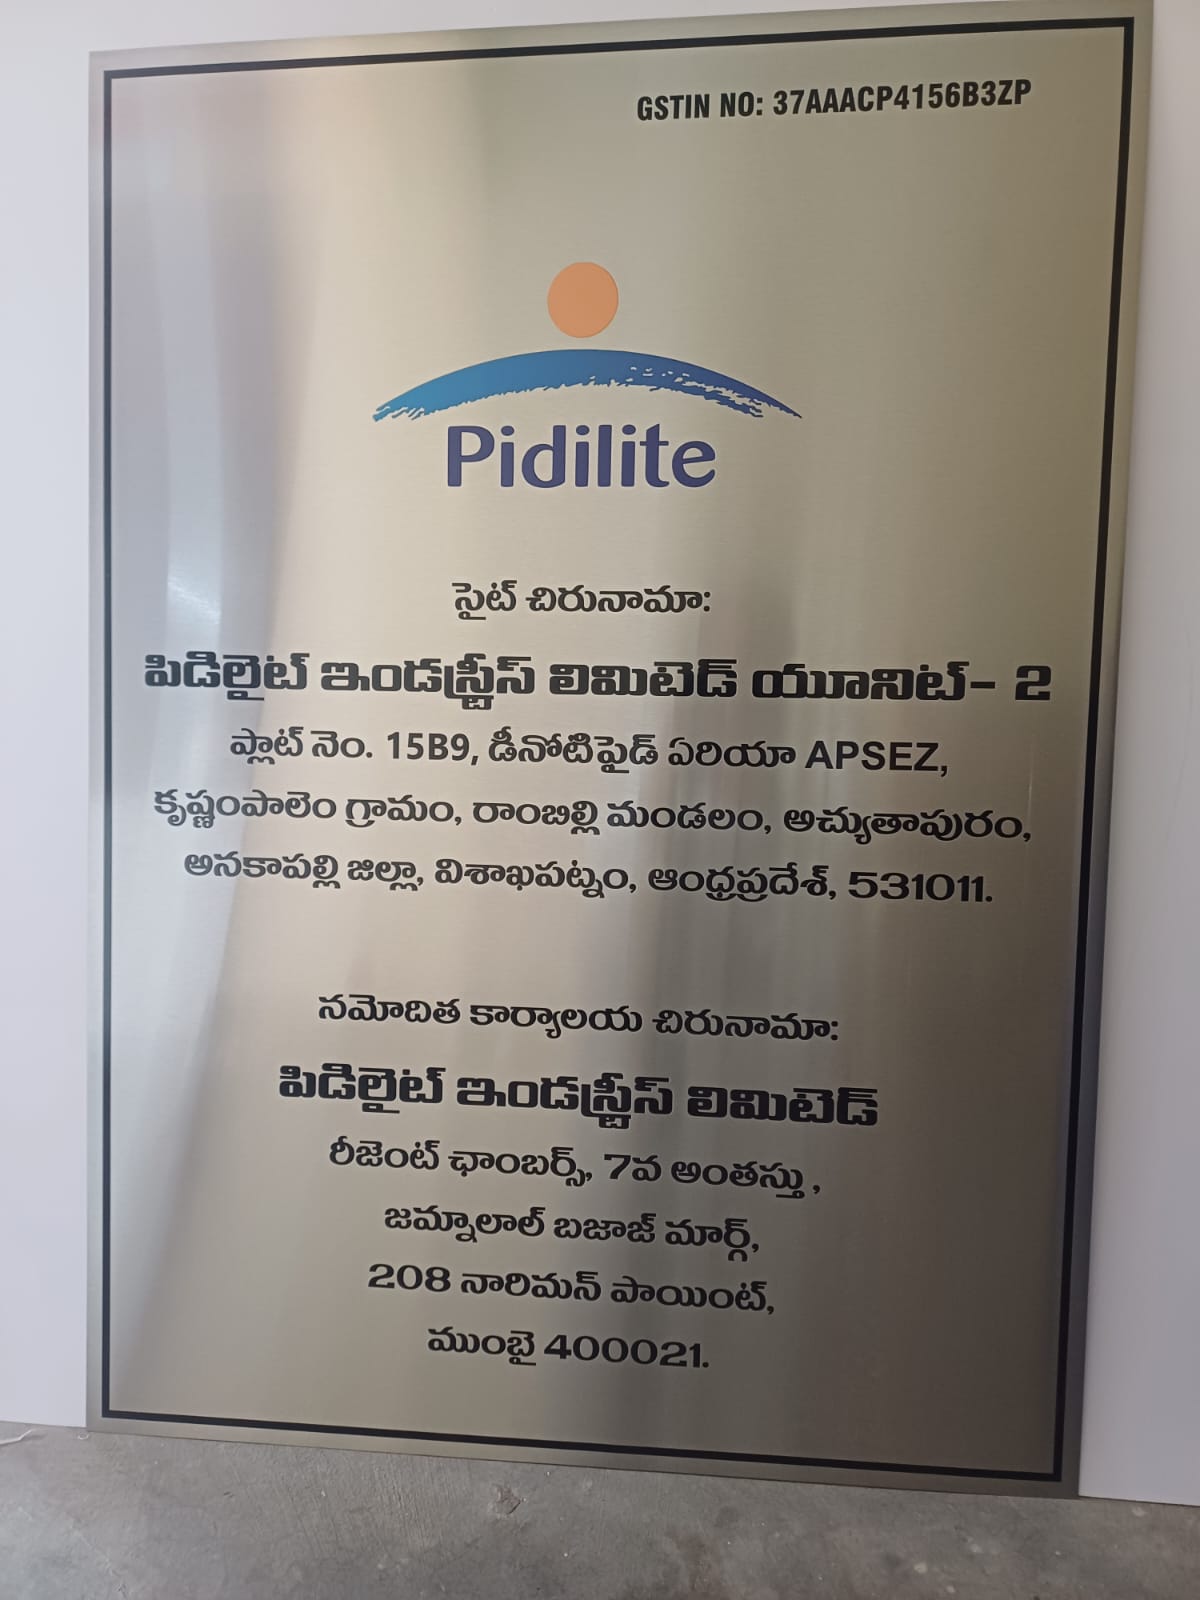 GSTIN NO: 37AAACP4156B3ZP
Pidilite
సైట్ చిరునామా:
పిడిలైట్ ఇండస్ట్రీస్ లిమిటెడ్ యూనిట్- 2
ప్లాట్ నెం. 15B9, డీనోటిఫైడ్ ఏరియా APSEZ,
కృష్ణంపాలెం గ్రామం, రాంబిల్లి మండలం, అచ్యుతాపురం,
అనకాపల్లి జిల్లా, విశాఖపట్నం, ఆంధ్రప్రదేశ్, 531011.
నమోదిత కార్యాలయ చిరునామా:
పిడిలైట్ ఇండస్ట్రీస్ లిమిటెడ్
రీజెంట్ ఛాంబర్స్, 7వ అంతస్తు ,
జమ్నాలాల్ బజాజ్ మార్గ్,
208 నారిమన్ పాయింట్,
ముంబై 400021.